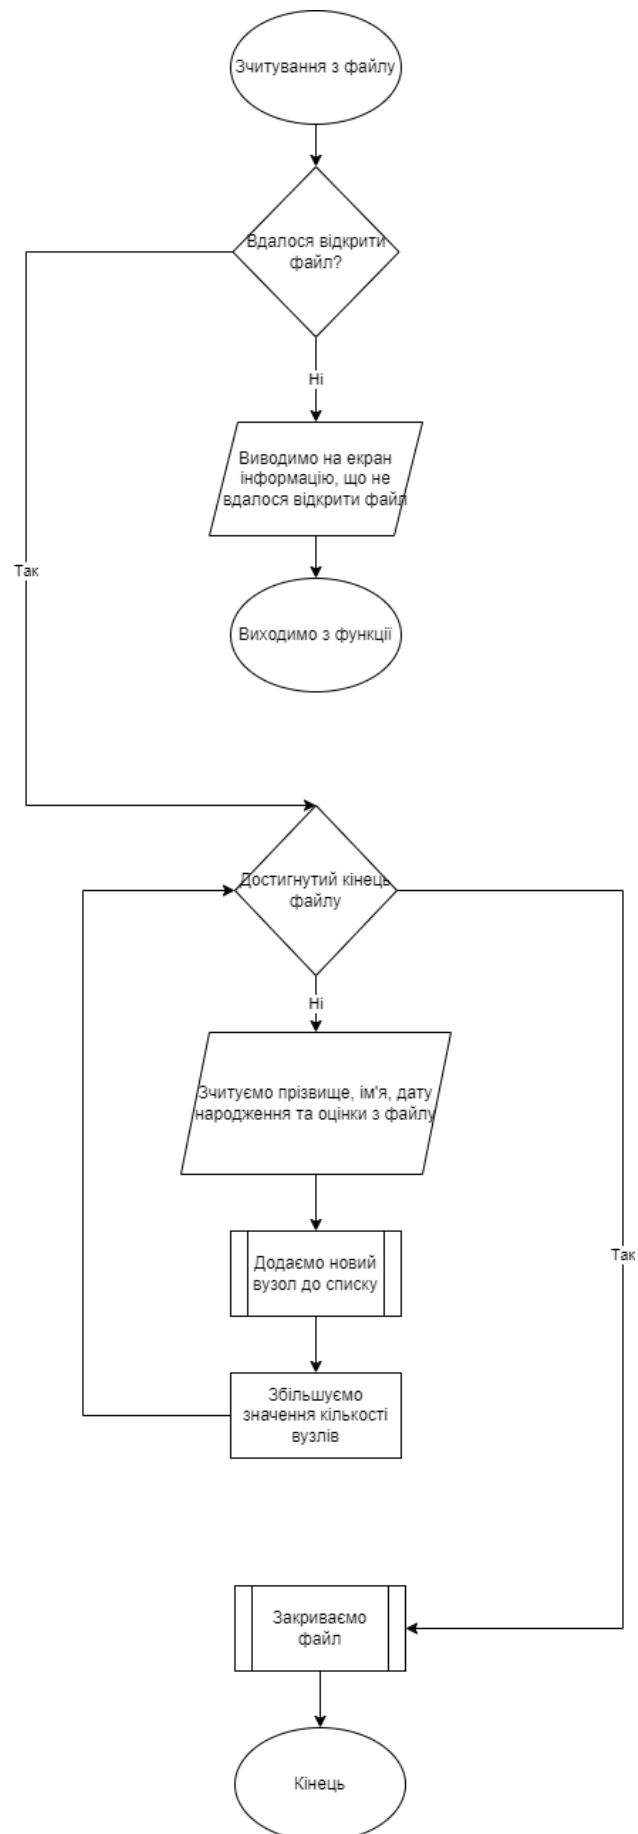 Зчитування з файлу
Вдалося відкрити
файл?
Ні
Виводимо на екран
інформацію, що не
вдалося відкрити файл
Так
Виходимо з функції
Достигнутий кінець
файлу
Ні
Зчитуємо прізвище, ім'я, дату
народження та оцінки з файлу
Додаємо новий
вузол до списку
Так
Збільшуємо
значення кількості
вузлів
Закриваємо
файл
Кінець